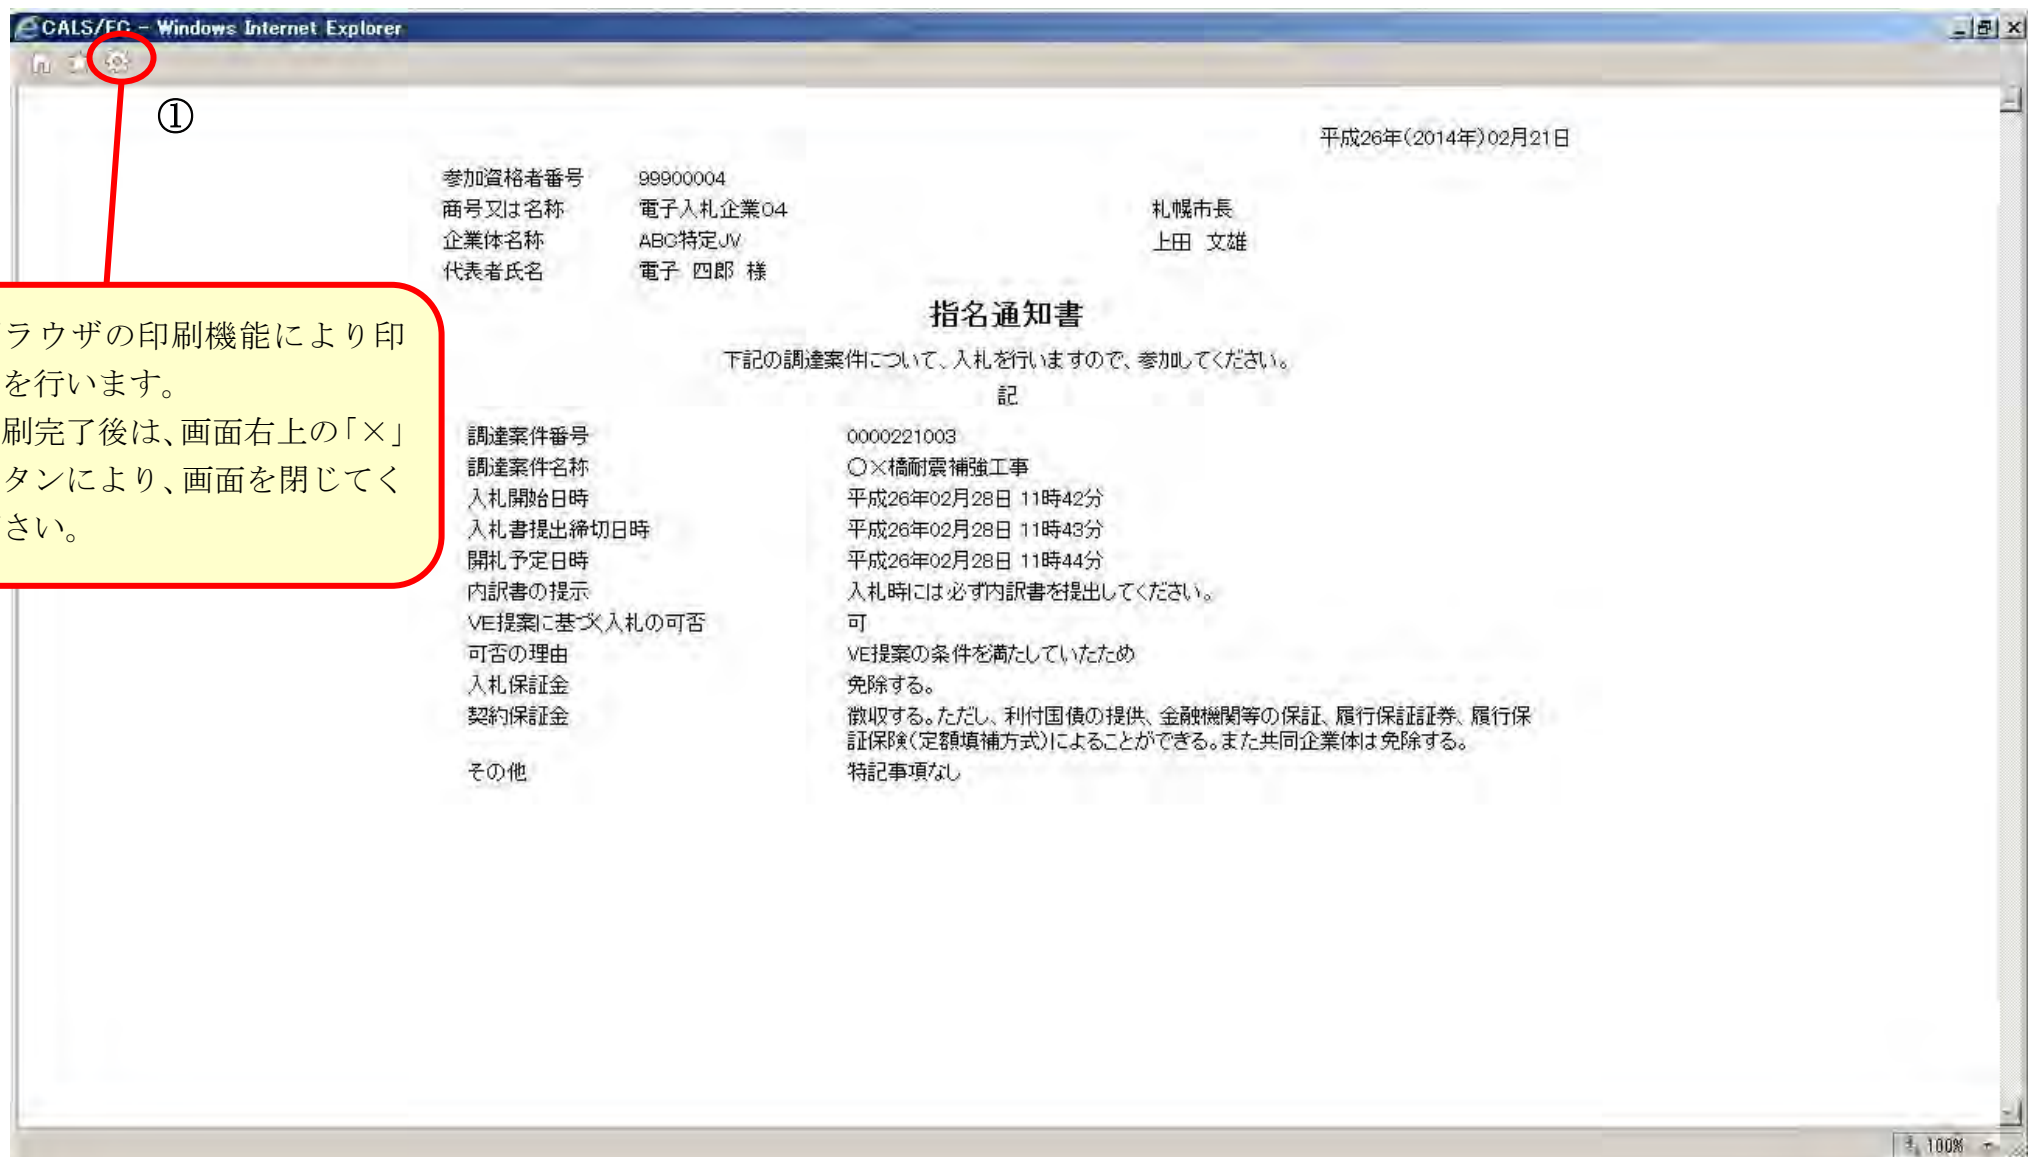 CALS/EC - Windows Internet Explorer
①
平成26年(2014年)02月21日
参加資格者番号 99900004
商号又は名称 電子入札企業04 札幌市長
企業体名称 ABC特定JV 上田 文雄
代表者氏名 電子 四郎 様
指名通知書
下記の調達案件について、入札を行いますので、参加してください。
記
ラウザの印刷機能により印
を行います。
刷完了後は、画面右上の「×」
タンにより、画面を閉じてく
さい。
調達案件番号 0000221003
調達案件名称 〇×橋耐震補強工事
入札開始日時 平成26年02月28日 11時42分
入札書提出締切日時 平成26年02月28日 11時43分
開札予定日時 平成26年02月28日 11時44分
内訳書の提示 入札時には必ず内訳書を提出してください。
VE提案に基づく入札の可否 可
可否の理由 VE提案の条件を満たしていたため
入札保証金 免除する。
契約保証金 徴収する。ただし、利付国債の提供、金融機関等の保証、履行保証証券、履行保
証保険(定額填補方式)によることができる。また共同企業体は免除する。
その他 特記事項なし
100%